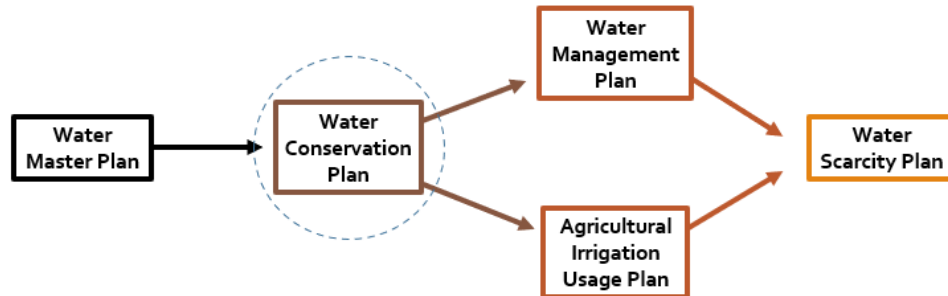 Water
Master Plan
Water
Conservation
Plan
Water
Management
Plan
Agricultural
Irrigation
Usage Plan
Water
Scarcity Plan